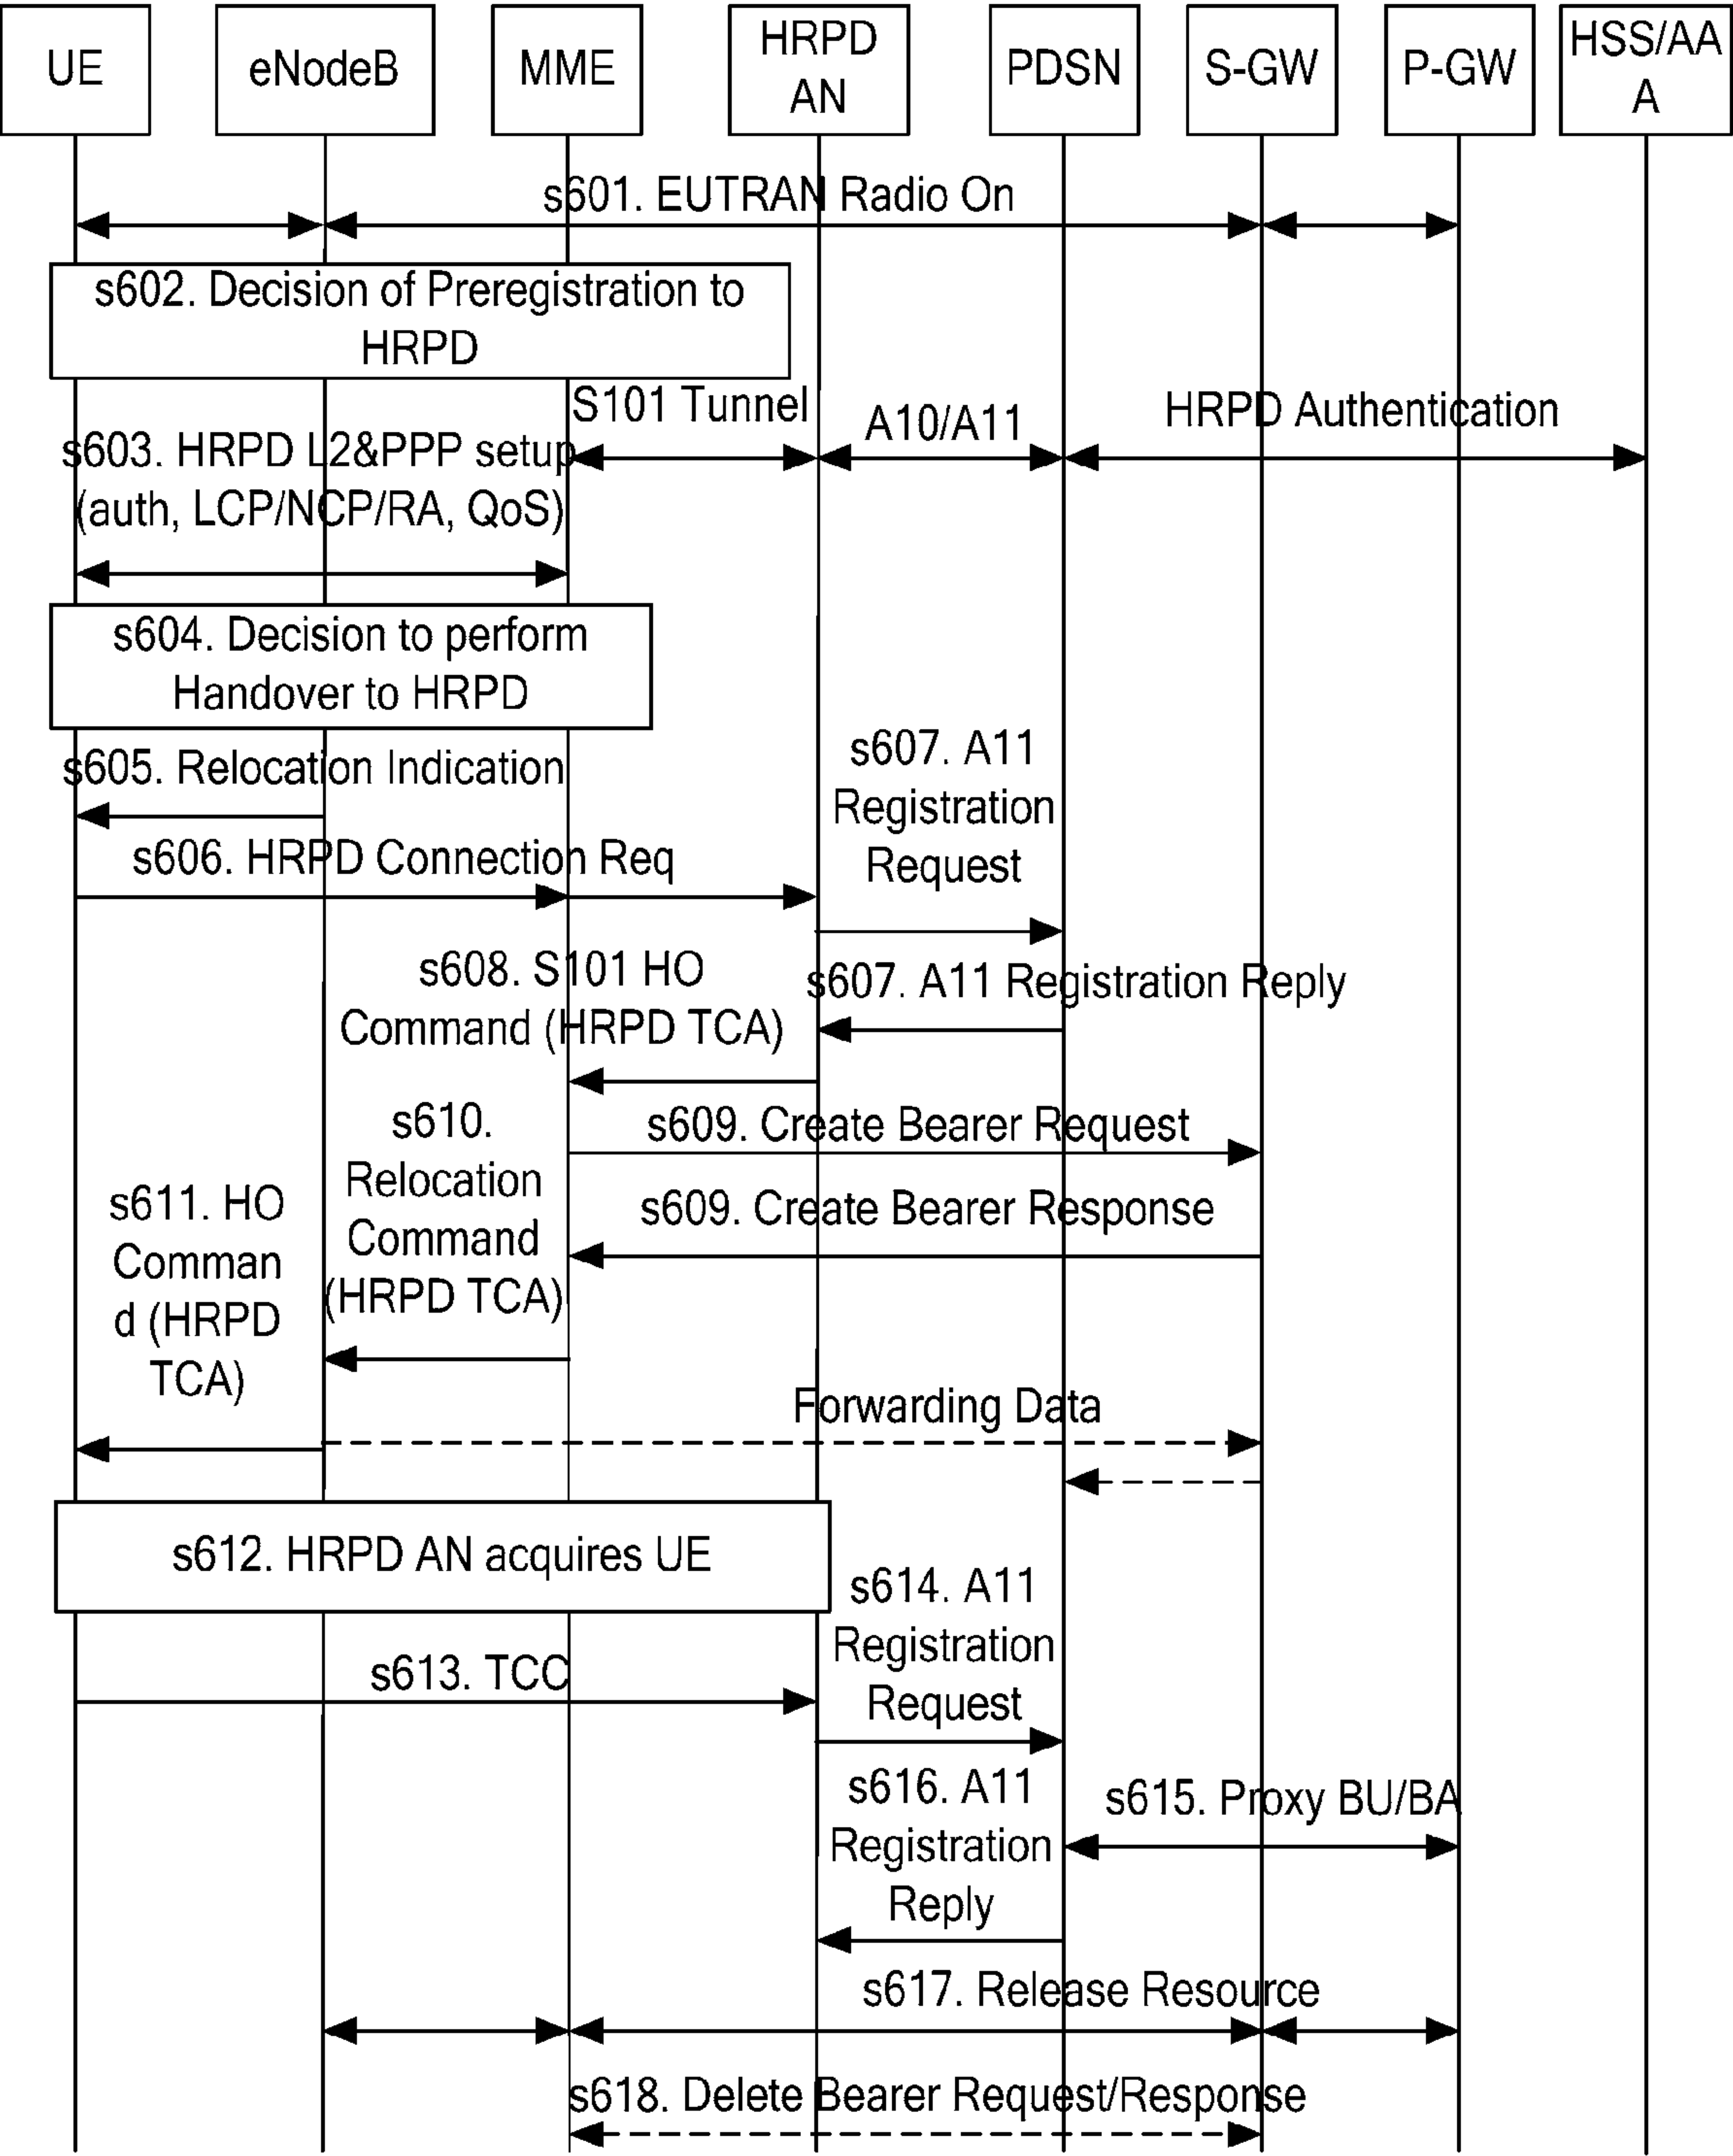 UE
eNodeB
MME
HRPD
AN
PDSN
S-GW
P-GW
HSS/AA
A
s601. EUTRAN Radio On
s602. Decision of Preregistration to
HRPD
S101 Tunnel
A10/A11
HRPD Authentication
s603. HRPD L2&PPP setup
(auth, LCP/NCP/RA, QoS)
s604. Decision to perform
Handover to HRPD
s605. Relocation Indication
s607. A11
Registration
Request
s606. HRPD Connection Req
s608. S101 HO
Command (HRPD TCA)
s607. A11 Registration Reply
s609. Create Bearer Request
s610.
Relocation
Command
(HRPD TCA)
s609. Create Bearer Response
s611. HO
Comman
d (HRPD
TCA)
Forwarding Data
s612. HRPD AN acquires UE
s614. A11
Registration
Request
s613. TCC
s616. A11
Registration
Reply
s615. Proxy BU/BA
s617. Release Resource
s618. Delete Bearer Request/Response